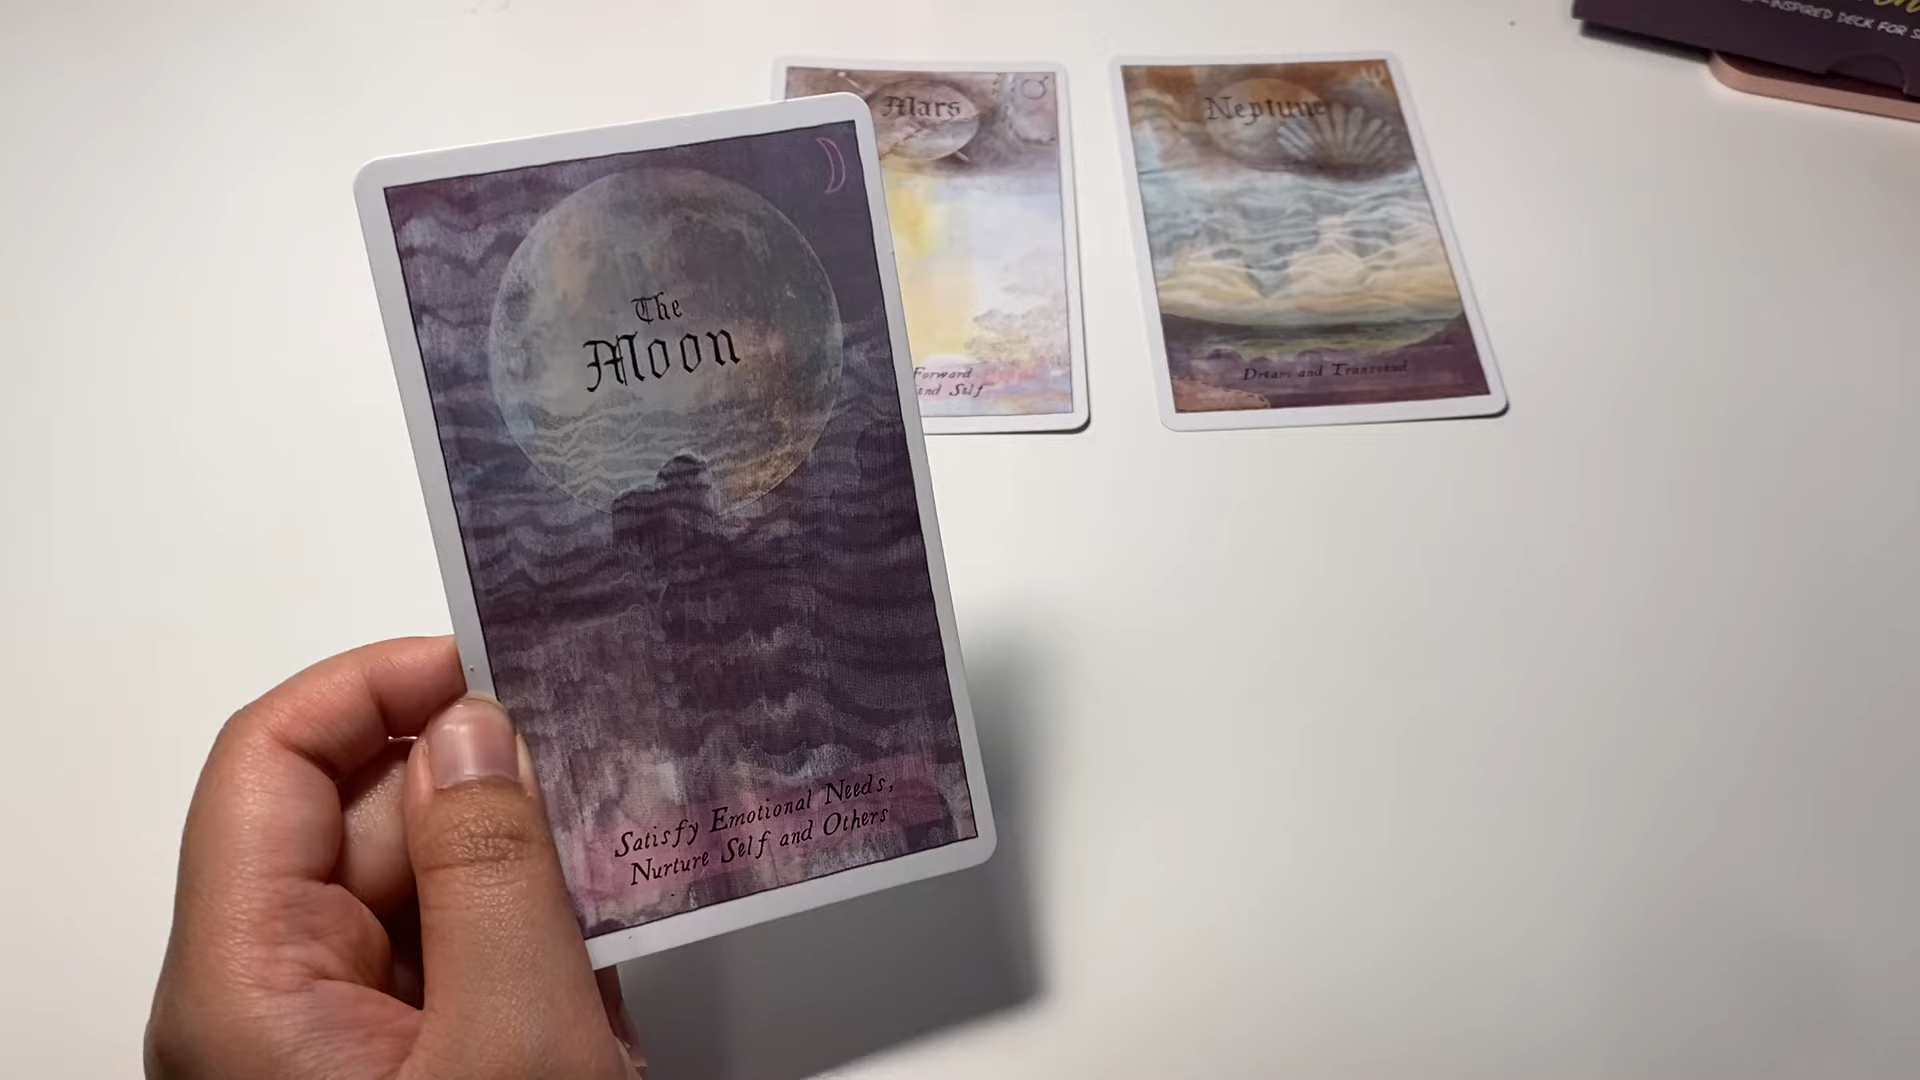 The
Moon
Satisfy Emotional Needs,
Nurture Self and Others
Mars
Forward
Self
Neptune
Dream and Transcend
INSPIRED DECK FOR